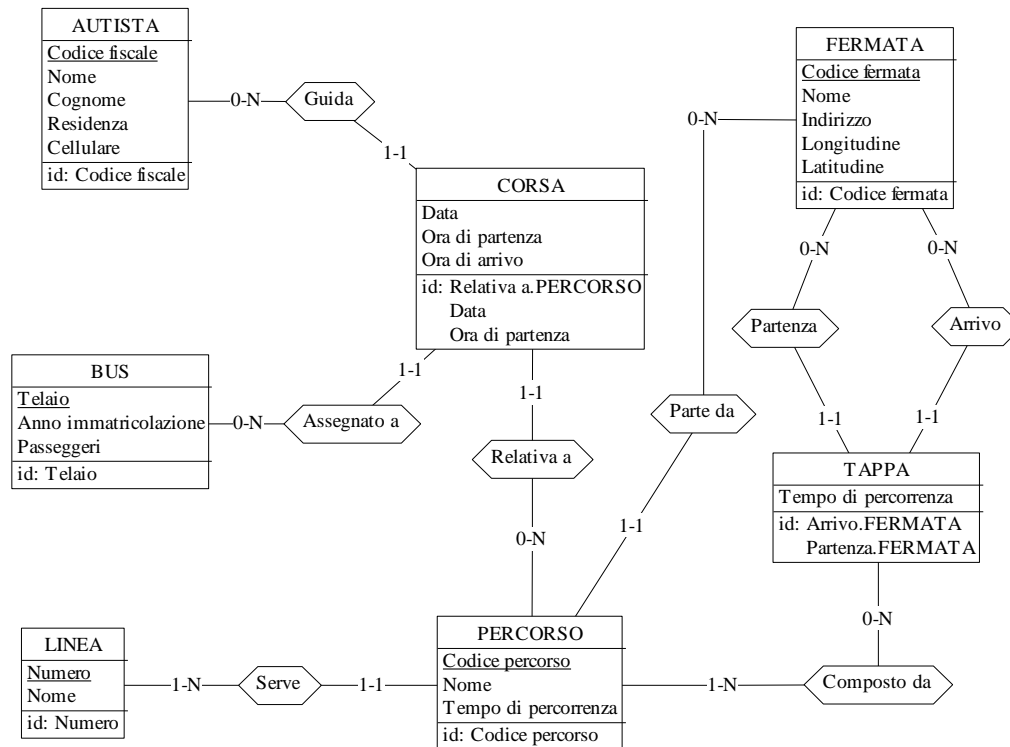 AUTISTA
Codice fiscale
Nome
Cognome
Residenza
Cellulare
id: Codice fiscale
0-N
Guida
1-1
FERMATA
Codice fermata
Nome
Indirizzo
Longitudine
Latitudine
id: Codice fermata
0-N
CORSA
Data
Ora di partenza
Ora di arrivo
id: Relativa a.PERCORSO
Data
Ora di partenza
0-N
0-N
Partenza
Arrivo
1-1
1-1
BUS
Telaio
Anno immatricolazione
Passeggeri
id: Telaio
0-N
Assegnato a
1-1
1-1
Relativa a
0-N
Parte da
1-1
TAPPA
Tempo di percorrenza
id: Arrivo.FERMATA
Partenza.FERMATA
0-N
LINEA
Numero
Nome
id: Numero
1-N
Serve
1-1
PERCORSO
Codice percorso
Nome
Tempo di percorrenza
id: Codice percorso
1-N
Composto da